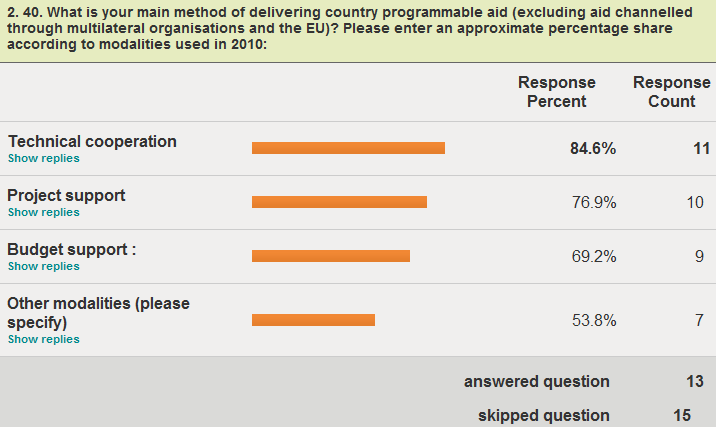 2. 40. What is your main method of delivering country programmable aid (excluding aid channelled
through multilateral organisations and the EU)? Please enter an approximate percentage share
according to modalities used in 2010:
Response Percent
Response Count
Technical cooperation 84.6% 11
Show replies
Project support 76.9% 10
Show replies
Budget support : 69.2% 9
Show replies
Other modalities (please
specify) 53.8% 7
Show replies
answered question 13
skipped question 15